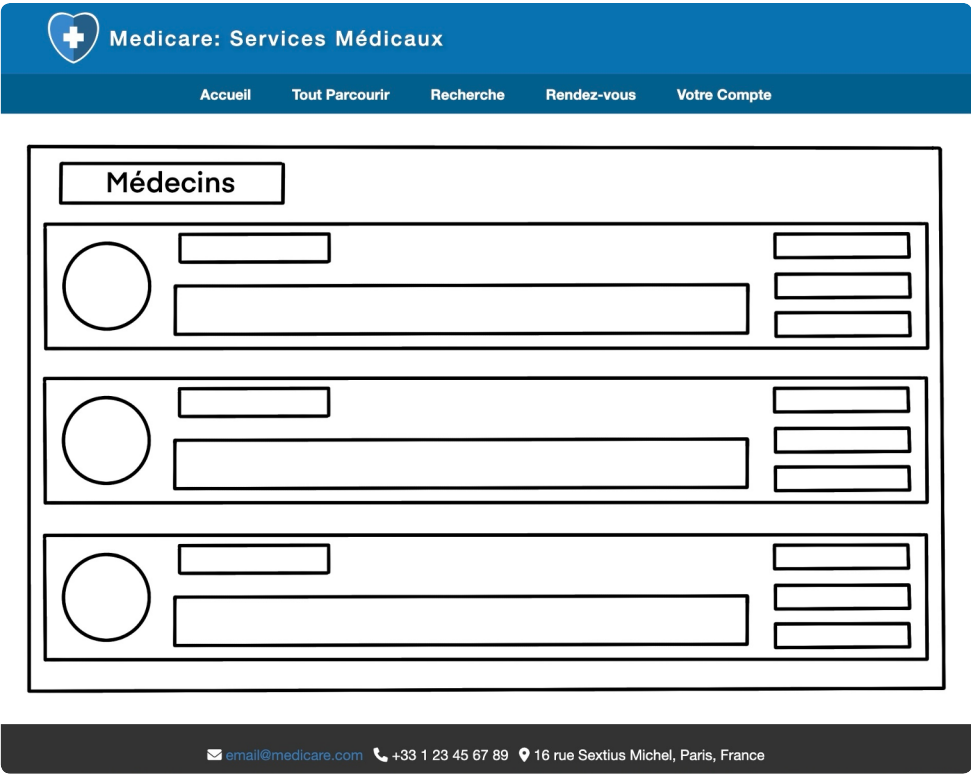 Medicare: Services Médicaux
Accueil Tout Parcourir Recherche Rendez-vous Votre Compte
Médecins
email@medicare.com +33 1 23 45 67 89 16 rue Sextius Michel, Paris, France